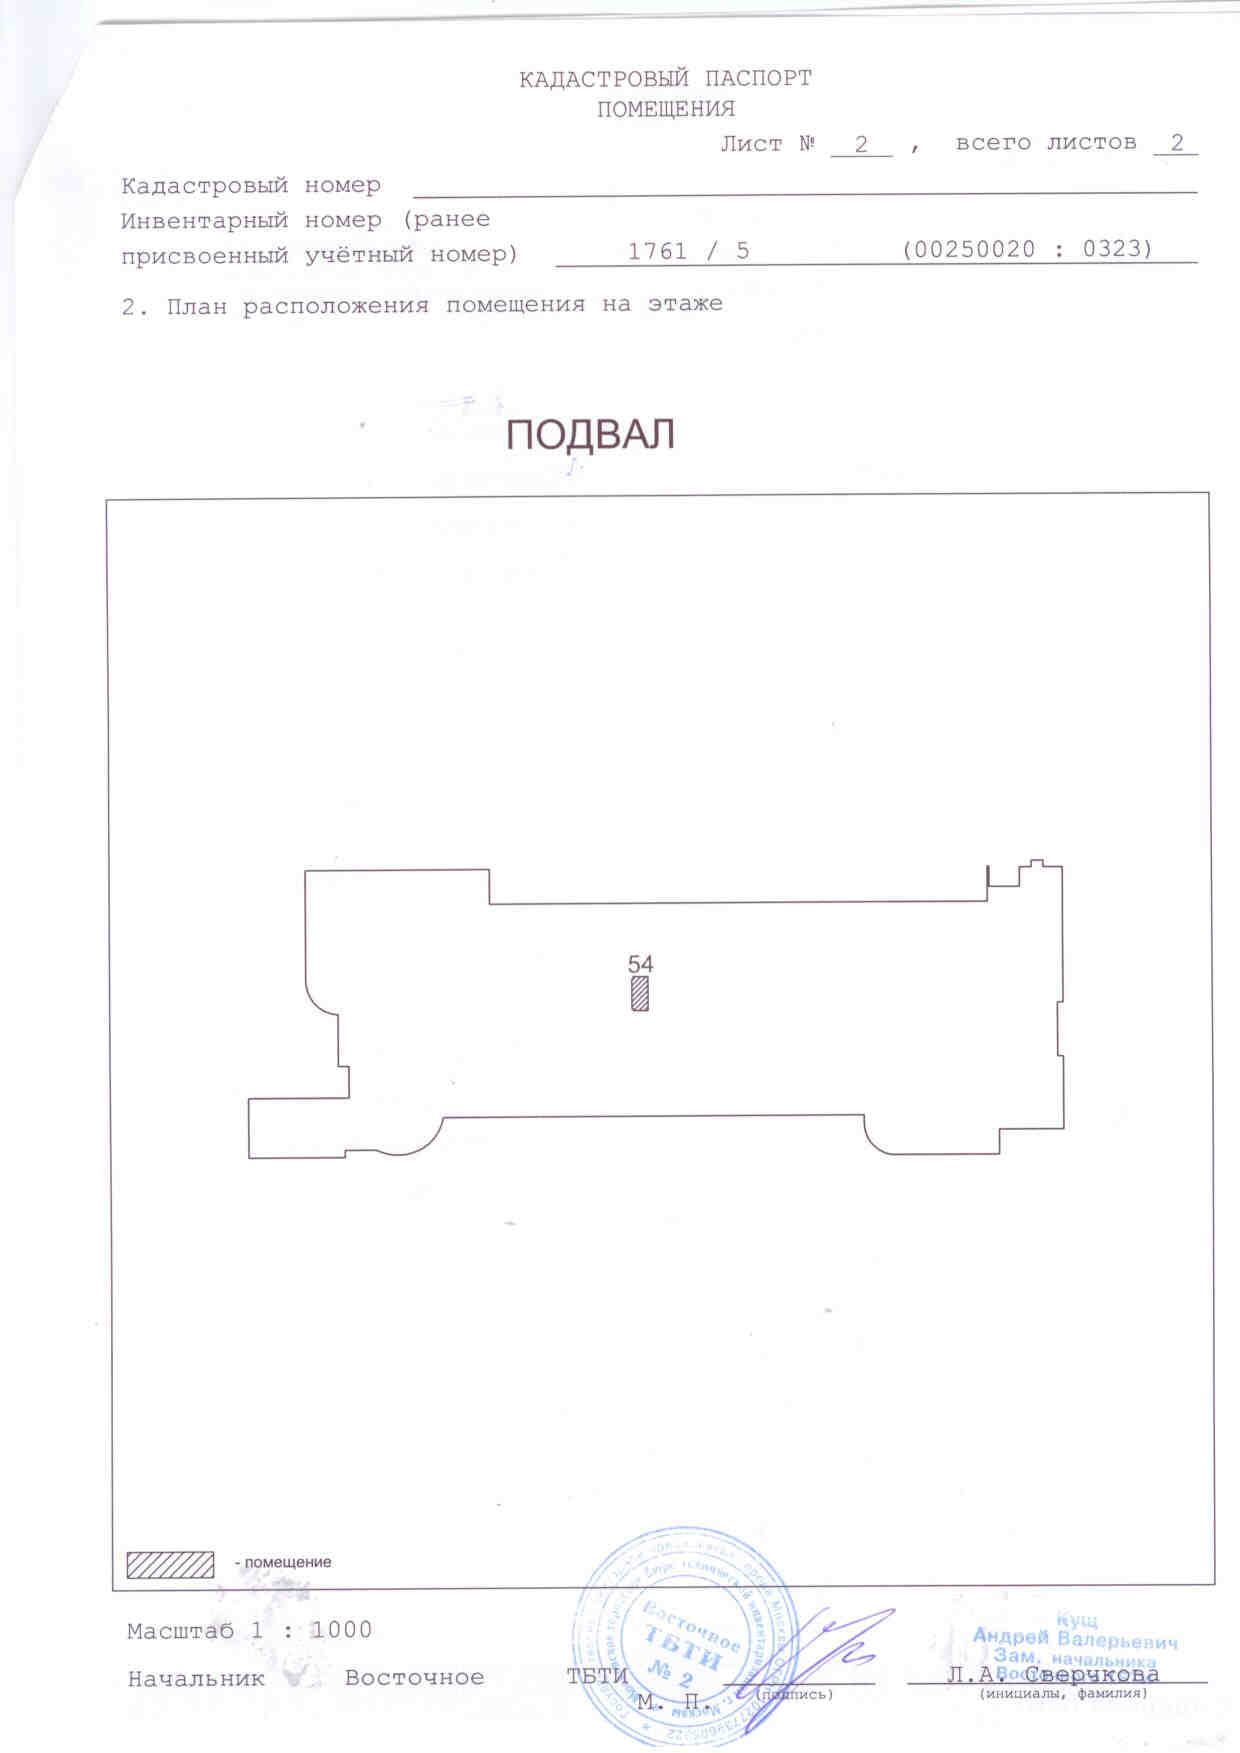 КАДАСТРОВЫЙ ПАСПОРТ
ПОМЕЩЕНИЯ
Лист № 2 , всего листов 2
Кадастровый номер
Инвентарный номер (ранее
присвоенный учётный номер) 1761 / 5 (00250020 : 0323)
2. План расположения помещения на этаже
ПОДВАЛ
54
- помещение
Масштаб 1 : 1000
Восточное
ТБТИ
№ 2
Кущ
Андрей Валерьевич
Зам. начальника
Начальник Восточное ТБТИ Л.А. Сверчкова
М. П. (подпись) (инициалы, фамилия)